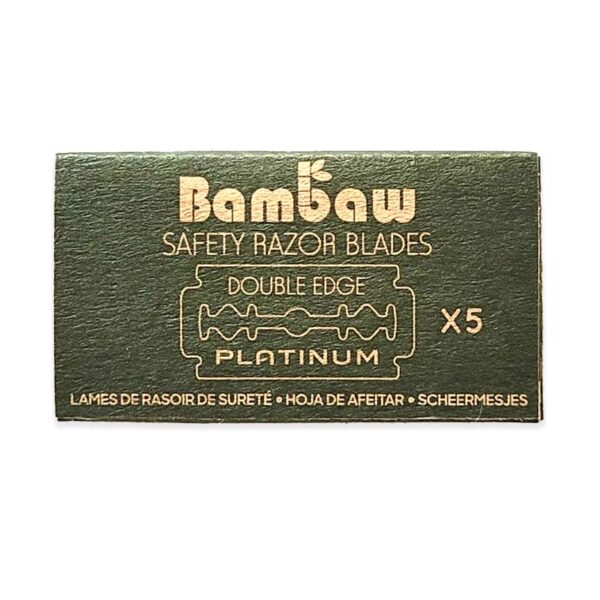 Bambaw
SAFETY RAZOR BLADES
DOUBLE EDGE
PLATINUM
X5
LAMES DE RASOIR DE SURETÉ • HOJA DE AFEITAR • SCHEERMESJES